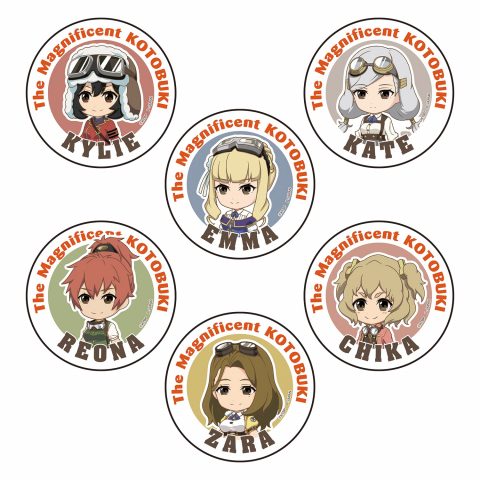 The Magnificent KOTOBUKI
KYLIE
The Magnificent KOTOBUKI
KATE
The Magnificent KOTOBUKI
EMMA
The Magnificent KOTOBUKI
REONA
The Magnificent KOTOBUKI
CHIKA
The Magnificent KOTOBUKI
ZARA